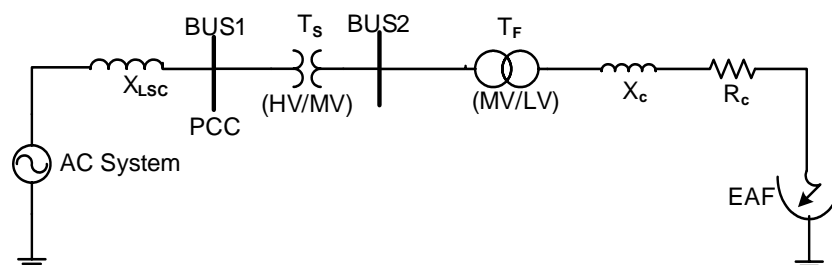 BUS1
T_S
BUS2
T_F
X_LSC
(HV/MV)
(MV/LV)
X_c
R_c
PCC
AC System
EAF